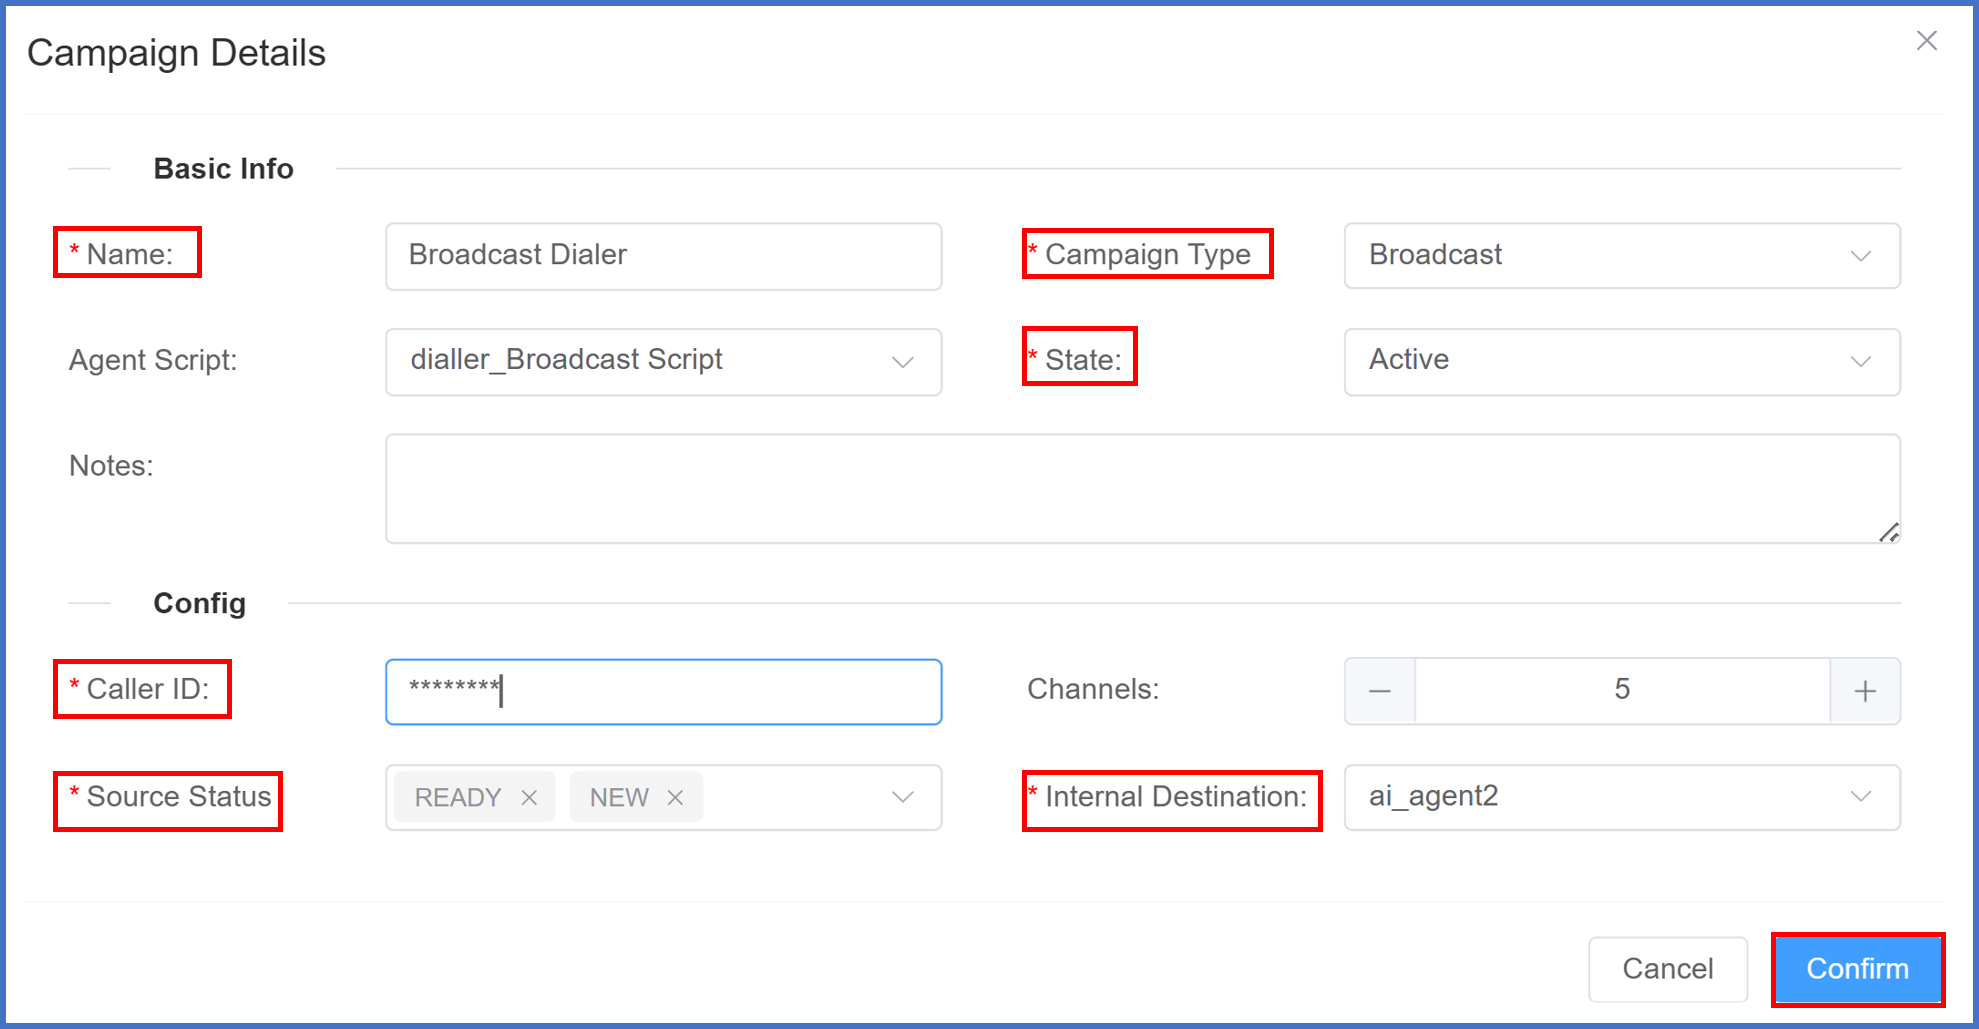 Campaign Details
Basic Info
* Name: Broadcast Dialer * Campaign Type Broadcast
Agent Script: dialler_Broadcast Script * State: Active
Notes:
Config
* Caller ID: ******** Channels: 5
* Source Status READY NEW * Internal Destination: ai_agent2
Cancel Confirm